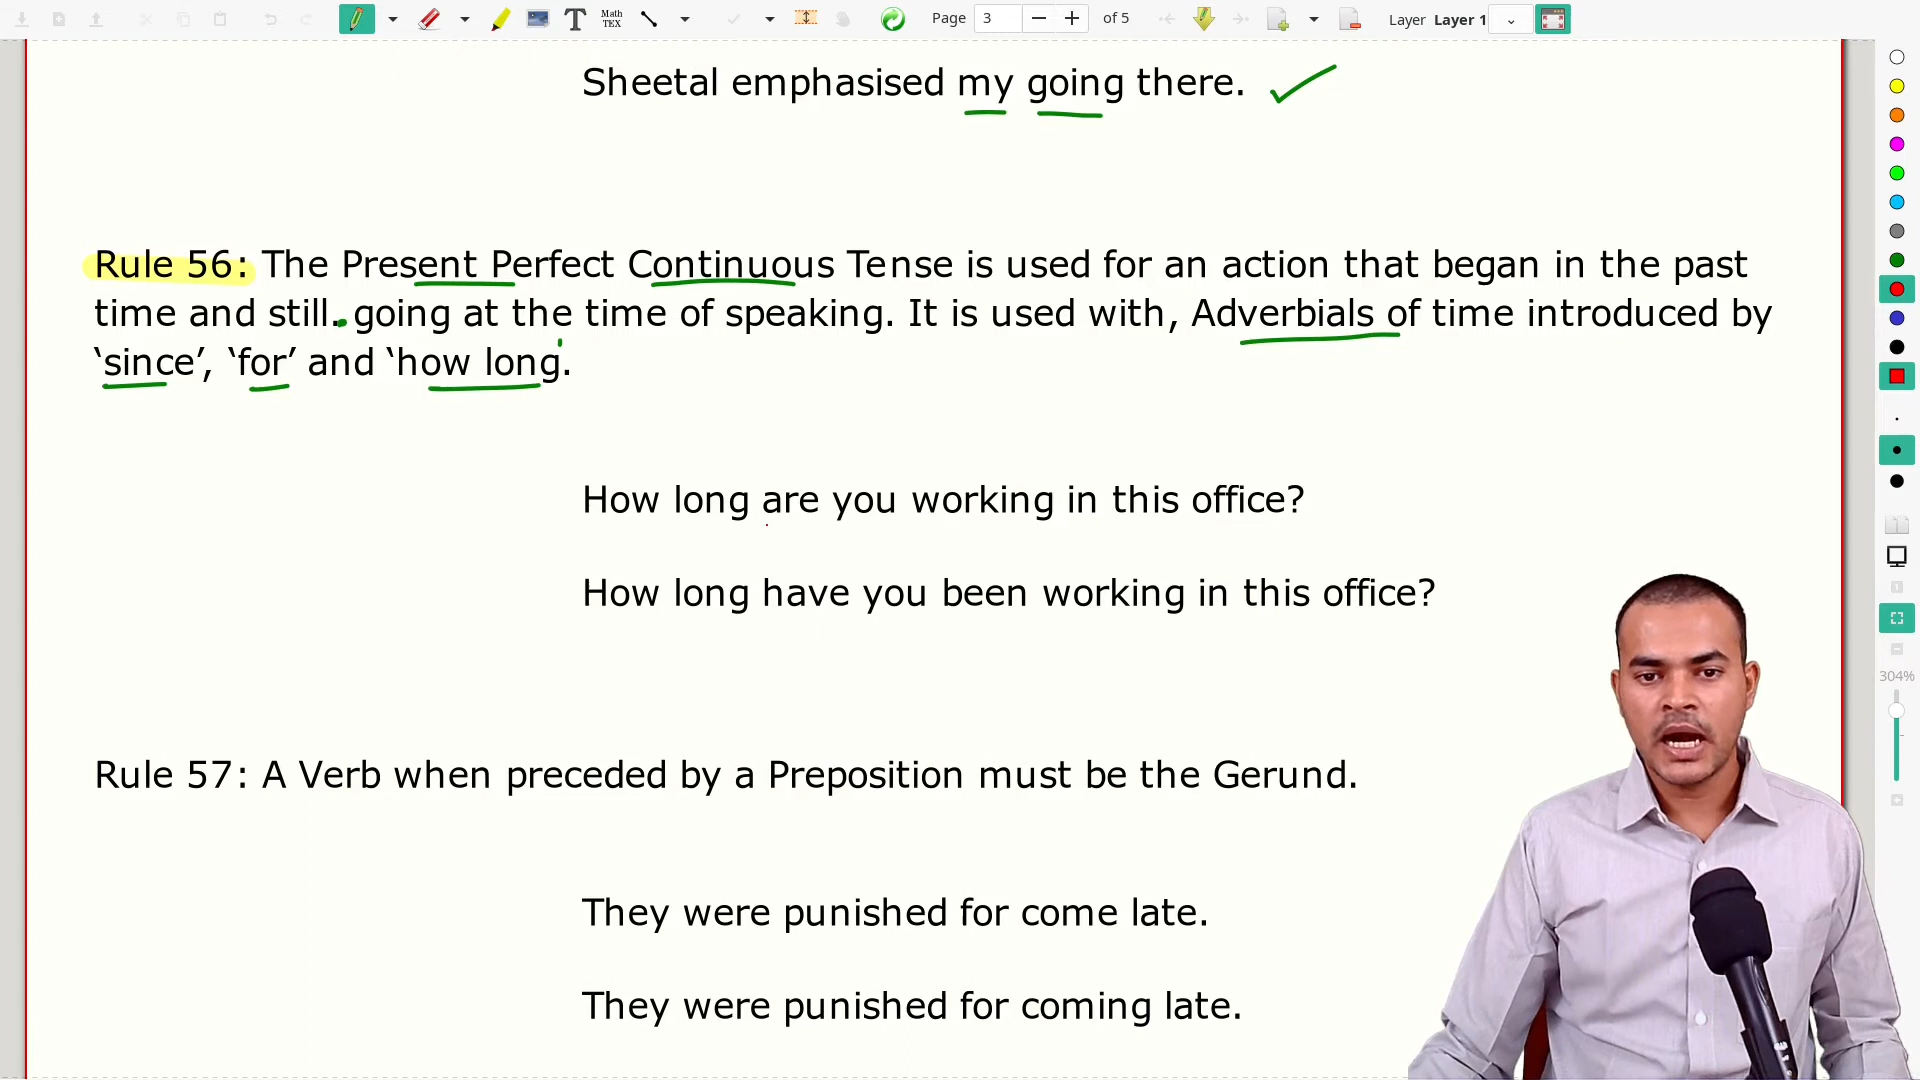 Math
TEX
Page 3 of 5
Layer Layer 1
Sheetal emphasised my going there.
Rule 56: The Present Perfect Continuous Tense is used for an action that began in the past
time and still. going at the time of speaking. It is used with, Adverbials of time introduced by
‘since’, ‘for’ and ‘how long.
How long are you working in this office?
How long have you been working in this office?
304%
Rule 57: A Verb when preceded by a Preposition must be the Gerund.
They were punished for come late.
They were punished for coming late.